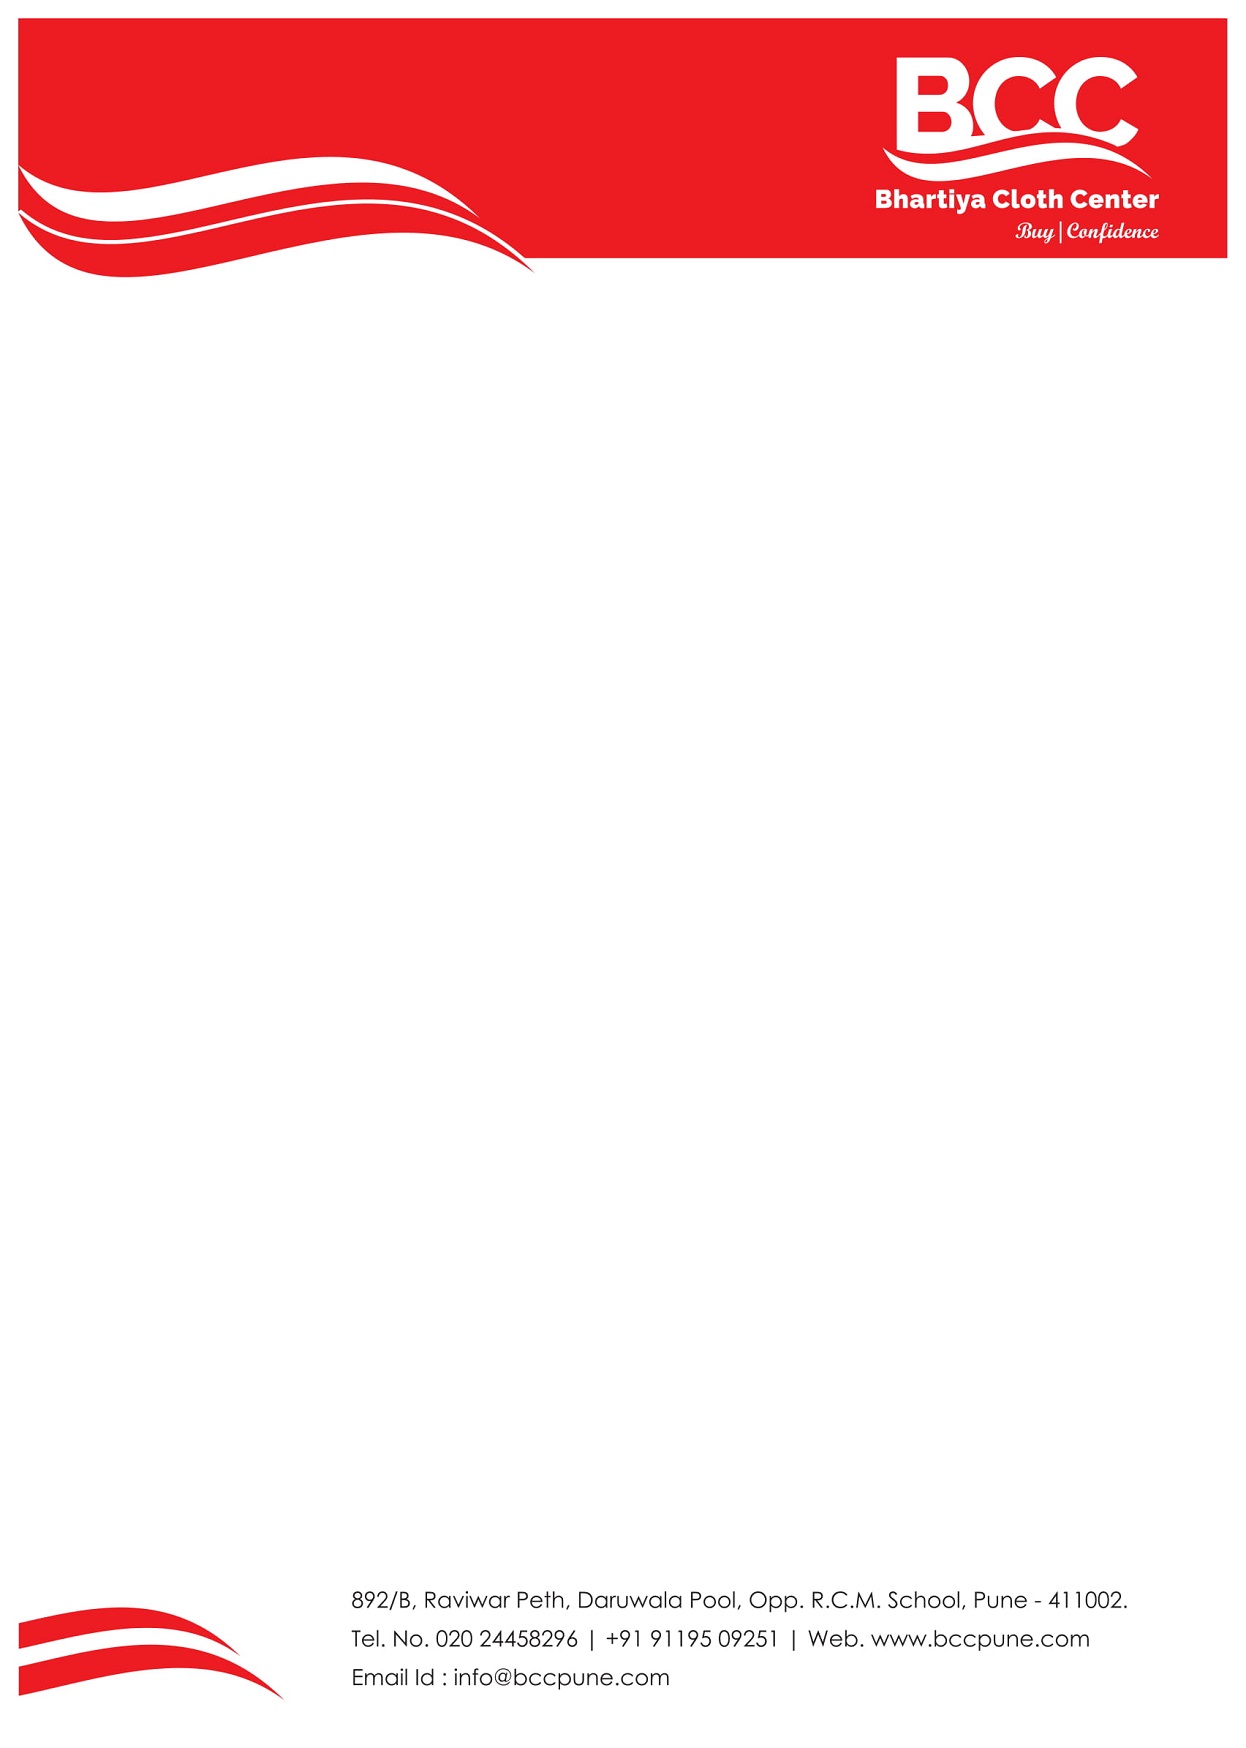 BCC
Bhartiya Cloth Center
Buy | Confidence
892/B, Raviwar Peth, Daruwala Pool, Opp. R.C.M. School, Pune - 411002.
Tel. No. 020 24458296 | +91 91195 09251 | Web. www.bccpune.com
Email Id : info@bccpune.com